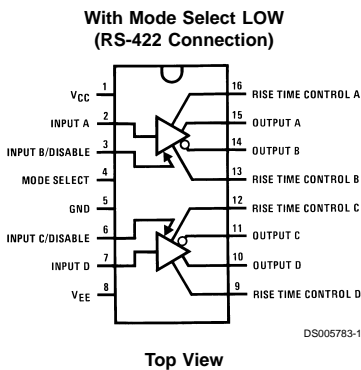 With Mode Select LOW
(RS-422 Connection)
1
VCC
16
RISE TIME CONTROL A
2
INPUT A
15
OUTPUT A
3
INPUT B/DISABLE
14
OUTPUT B
4
MODE SELECT
13
RISE TIME CONTROL B
5
GND
12
RISE TIME CONTROL C
6
INPUT C/DISABLE
11
OUTPUT C
7
INPUT D
10
OUTPUT D
8
VEE
9
RISE TIME CONTROL D
DS005783-1
Top View